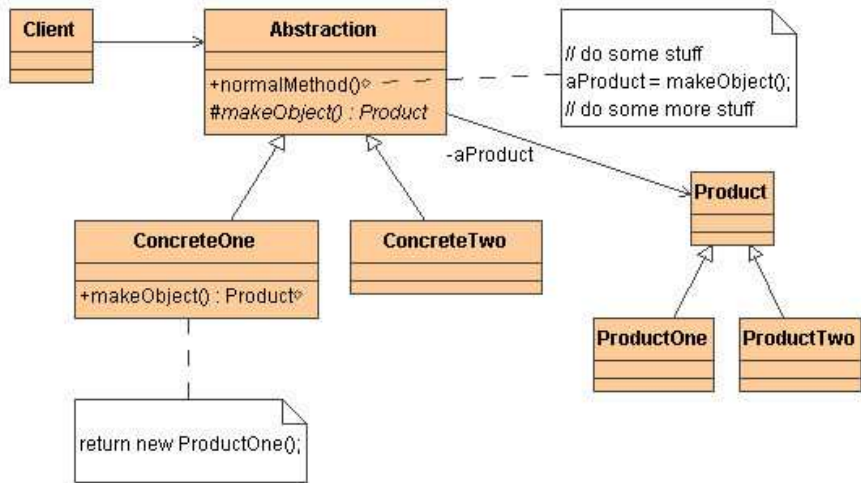 Client
Abstraction
+normalMethod()
#makeObject() : Product
// do some stuff
aProduct = makeObject();
// do some more stuff
-aProduct
Product
ConcreteOne
+makeObject() : Product
ConcreteTwo
ProductOne
ProductTwo
return new ProductOne();